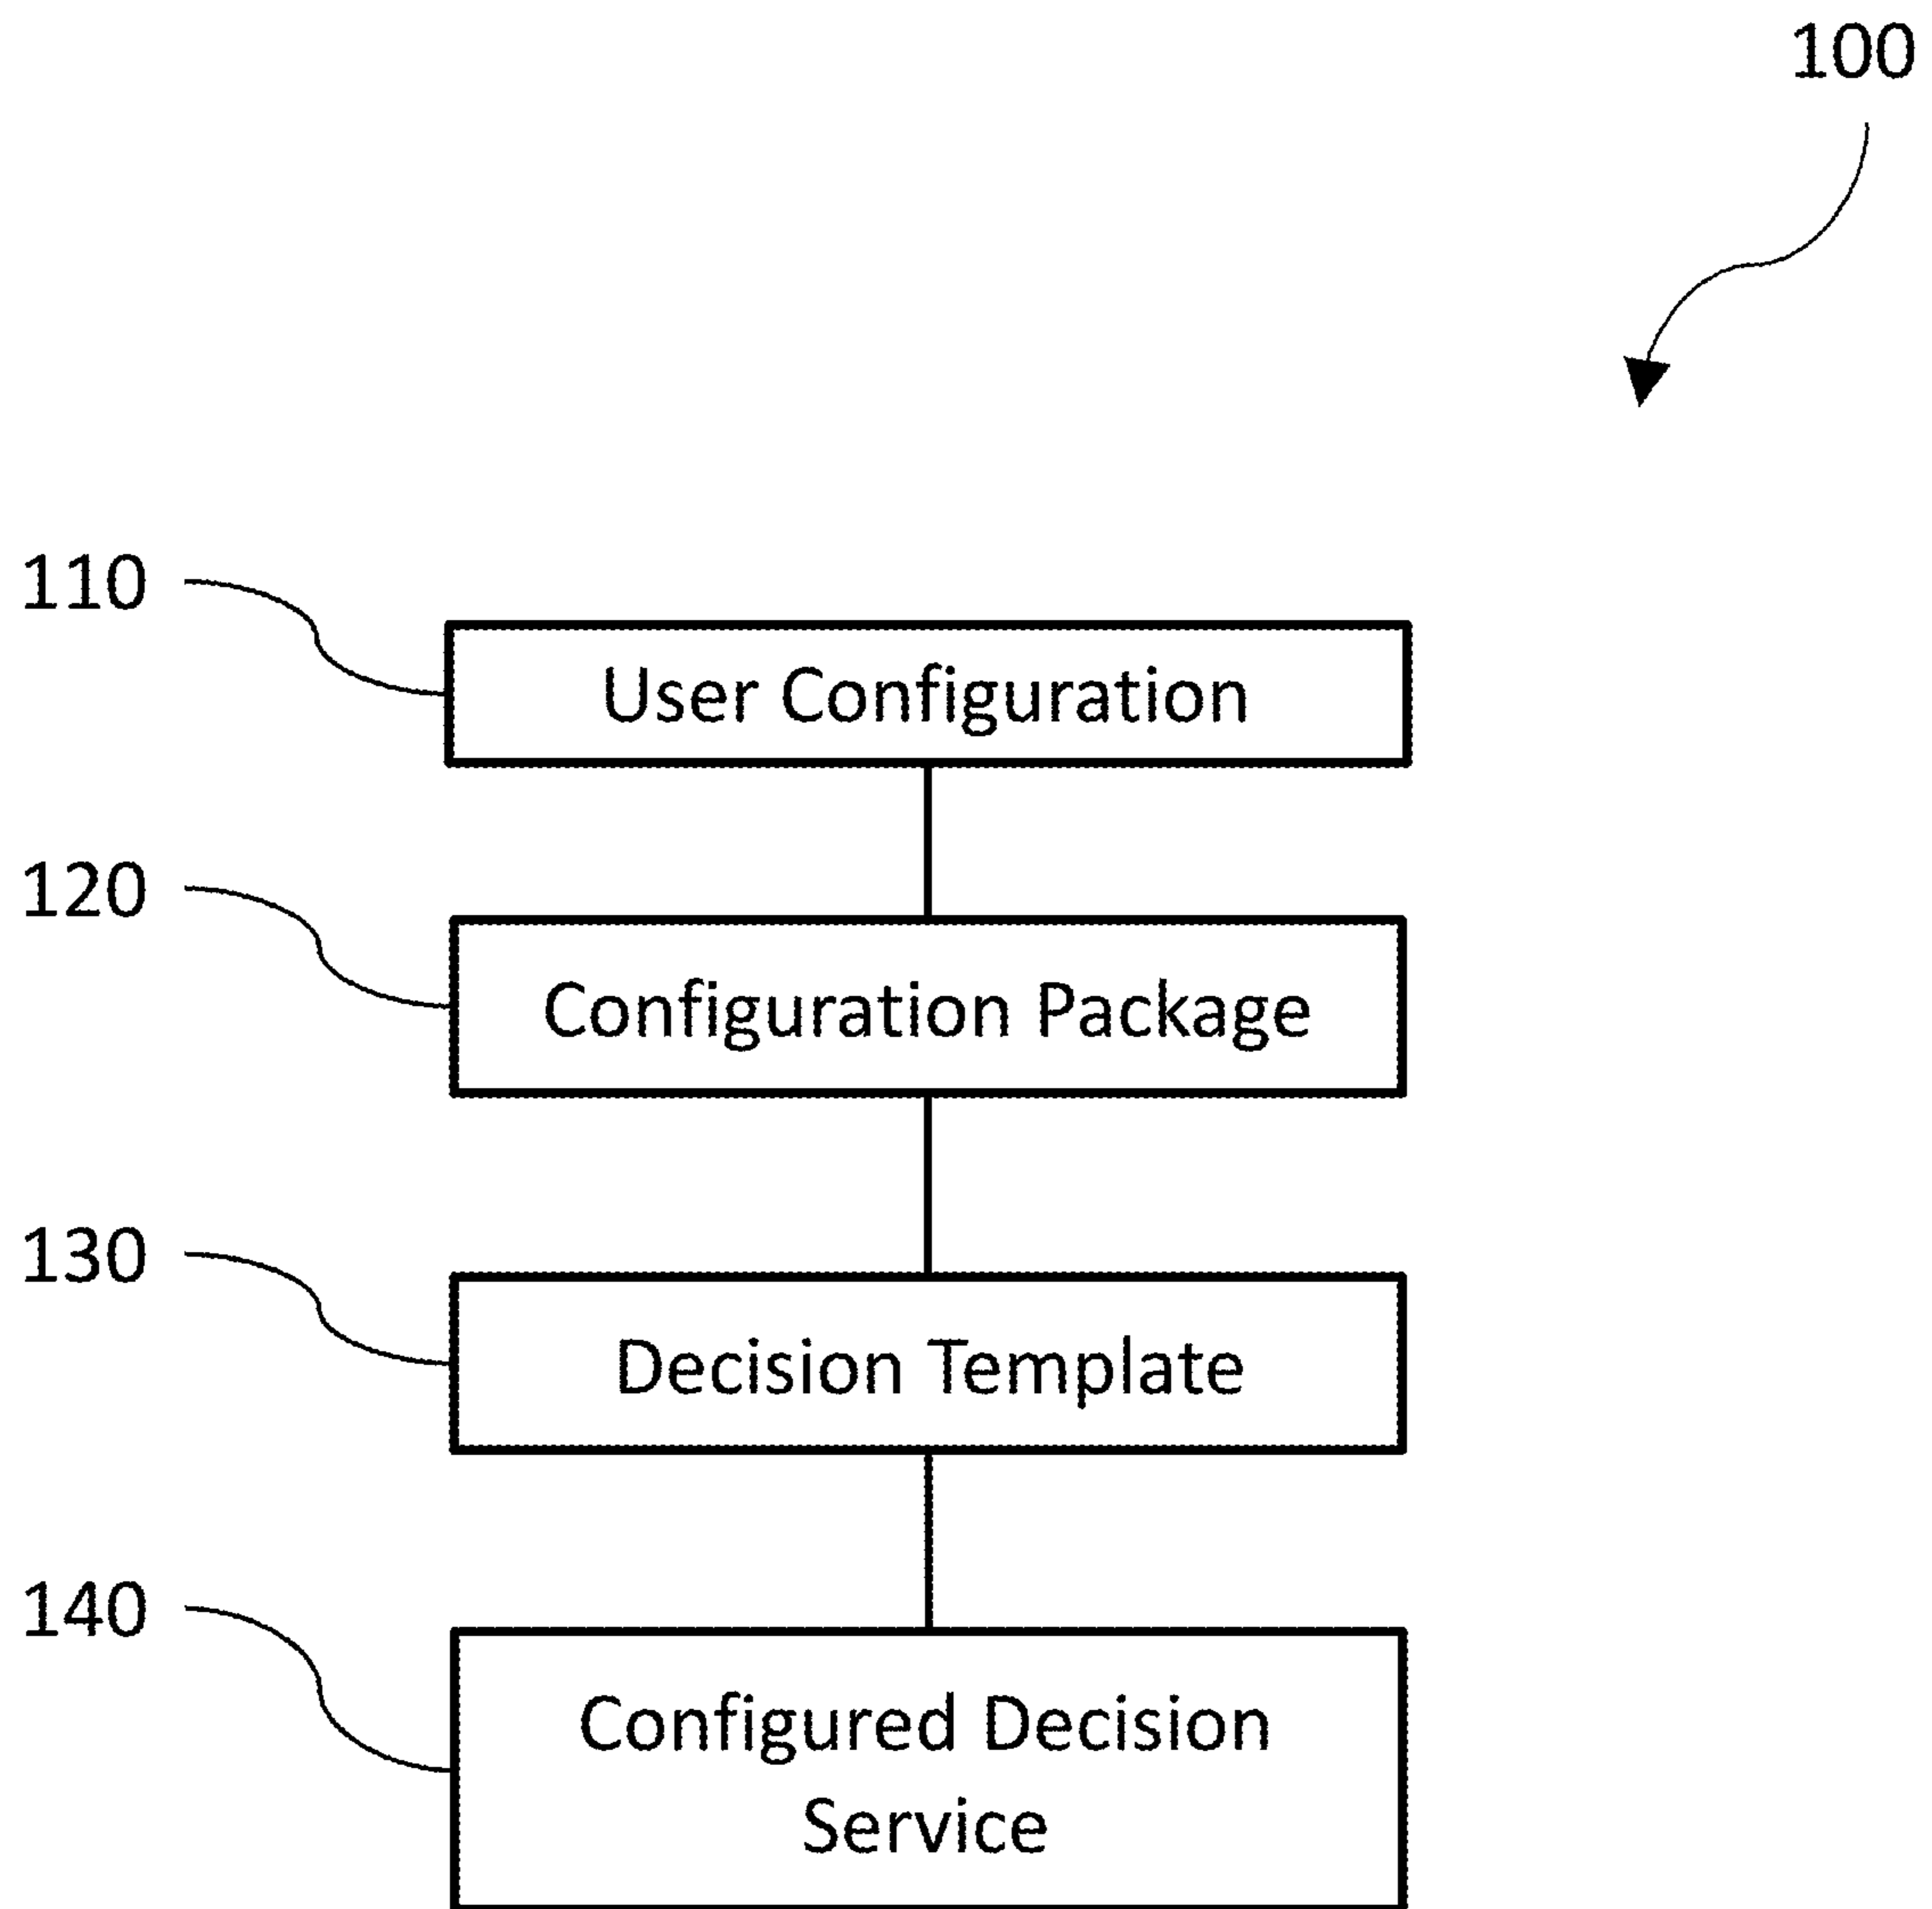 100
110
User Configuration
120
Configuration Package
130
Decision Template
140
Configured Decision
Service